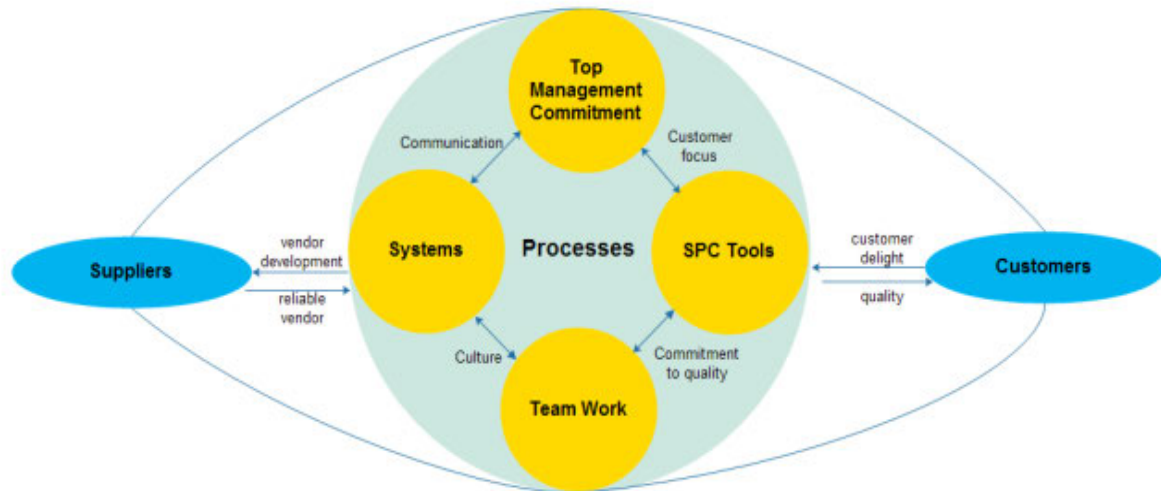 Top
Management
Commitment
Communication
Customer
focus
Systems
Processes
SPC Tools
Suppliers
vendor
development
reliable
vendor
customer
delight
quality
Customers
Culture
Commitment
to quality
Team Work